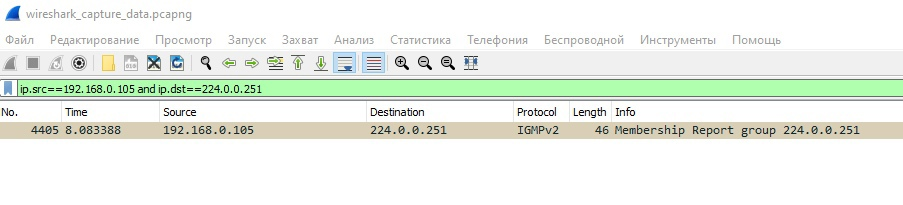 wireshark_capture_data.pcapng
Файл Редактирование Просмотр Запуск Захват Анализ Статистика Телефония Беспроводной Инструменты Помощь
ip.src==192.168.0.105 and ip.dst==224.0.0.251
No. Time Source Destination Protocol Length Info
4405 8.083388 192.168.0.105 224.0.0.251 IGMPv2 46 Membership Report group 224.0.0.251